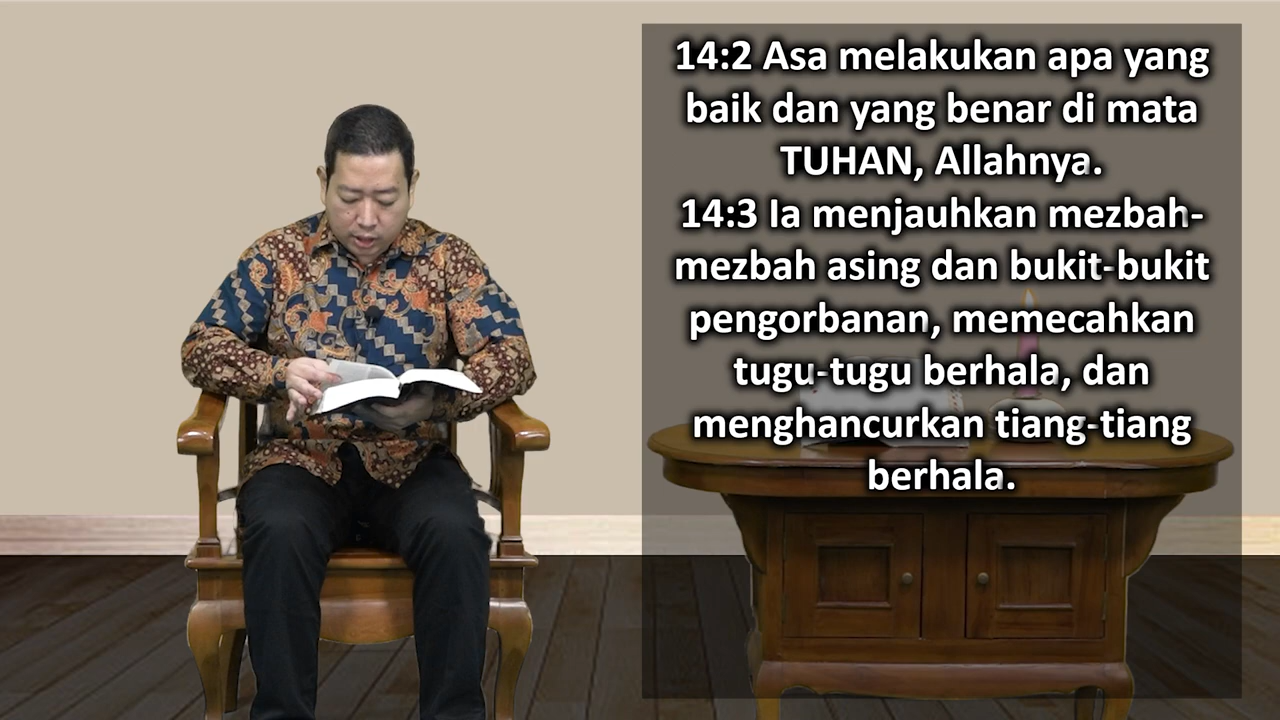 14:2 Asa melakukan apa yang
baik dan yang benar di mata
TUHAN, Allahnya.
14:3 Ia menjauhkan mezbah-
mezbah asing dan bukit-bukit
pengorbanan, memecahkan
tugu-tugu berhala, dan
menghancurkan tiang-tiang
berhala.